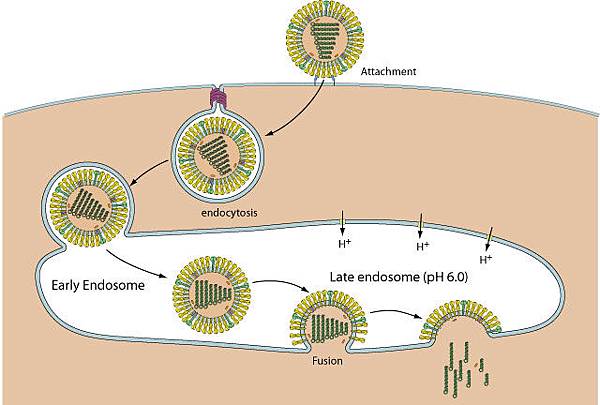 Attachment
endocytosis
H⁺
H⁺
H⁺
Early Endosome
Late endosome (pH 6.0)
Fusion